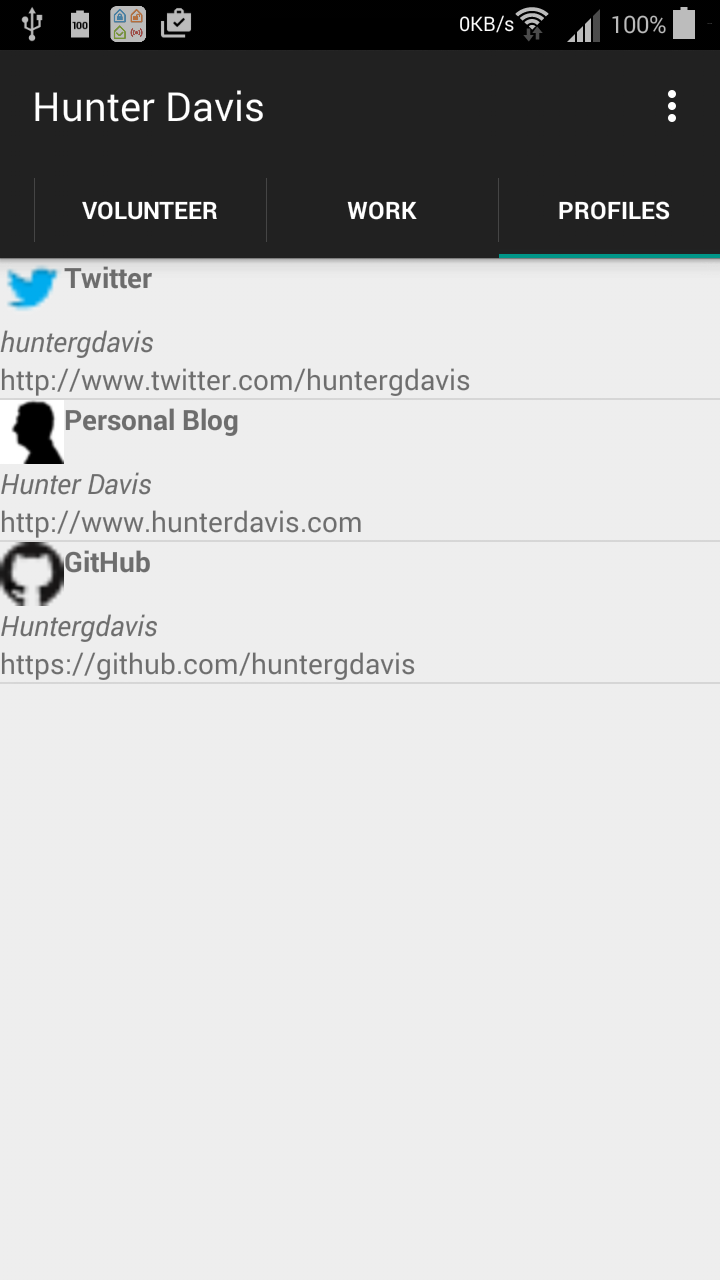 100
0KB/s
100%
Hunter Davis
VOLUNTEER
WORK
PROFILES
Twitter
huntergdavis
http://www.twitter.com/huntergdavis
Personal Blog
Hunter Davis
http://www.hunterdavis.com
GitHub
Huntergdavis
https://github.com/huntergdavis